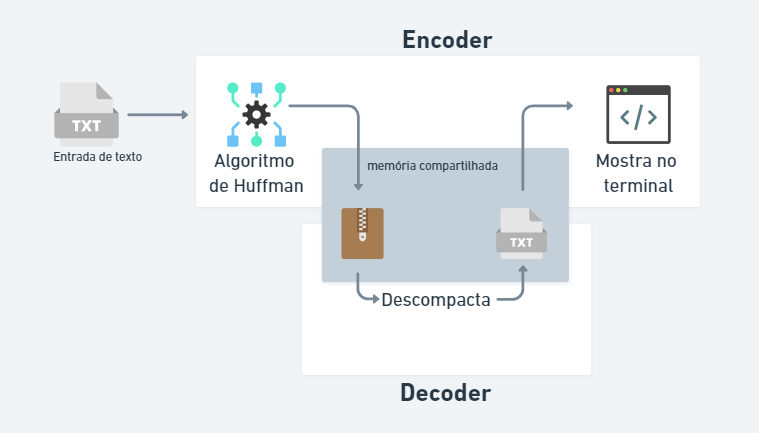 Encoder
TXT
Entrada de texto
Algoritmo
de Huffman
memória compartilhada
</>
Mostra no
terminal
TXT
Descompacta
Decoder